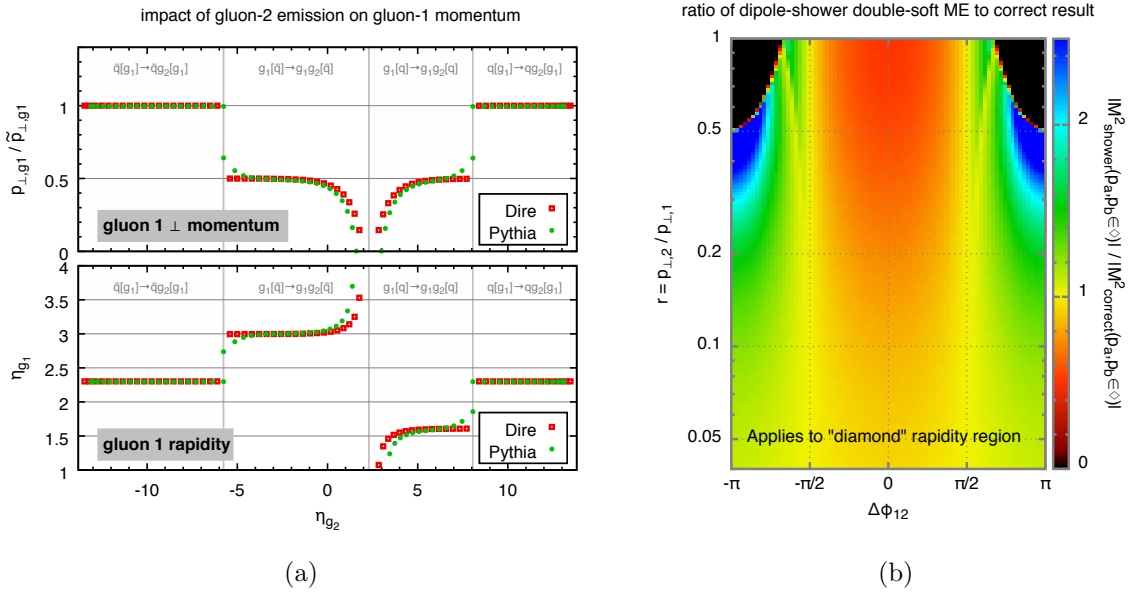 impact of gluon-2 emission on gluon-1 momentum
q̄[g1]→q̄g2[g1]
g1[q̄]→g1g2[q̄]
g1[q]→g1g2[q]
q[g1]→qg2[g1]
p⊥,g1 / p̃⊥,g1
1
0.5
0
gluon 1 ⊥ momentum
Dire
Pythia
q̄[g1]→q̄g2[g1]
g1[q̄]→g1g2[q̄]
g1[q]→g1g2[q]
q[g1]→qg2[g1]
ηg1
4
3.5
3
2.5
2
1.5
1
gluon 1 rapidity
Dire
Pythia
-10
-5
0
5
10
ηg2
(a)
ratio of dipole-shower double-soft ME to correct result
r = p⊥,2 / p⊥,1
1
0.5
0.2
0.1
0.05
Applies to "diamond" rapidity region
-π
-π/2
0
π/2
π
Δϕ12
2
1
0
|M²shower(pa,pb∈◇)| / |M²correct(pa,pb∈◇)|
(b)